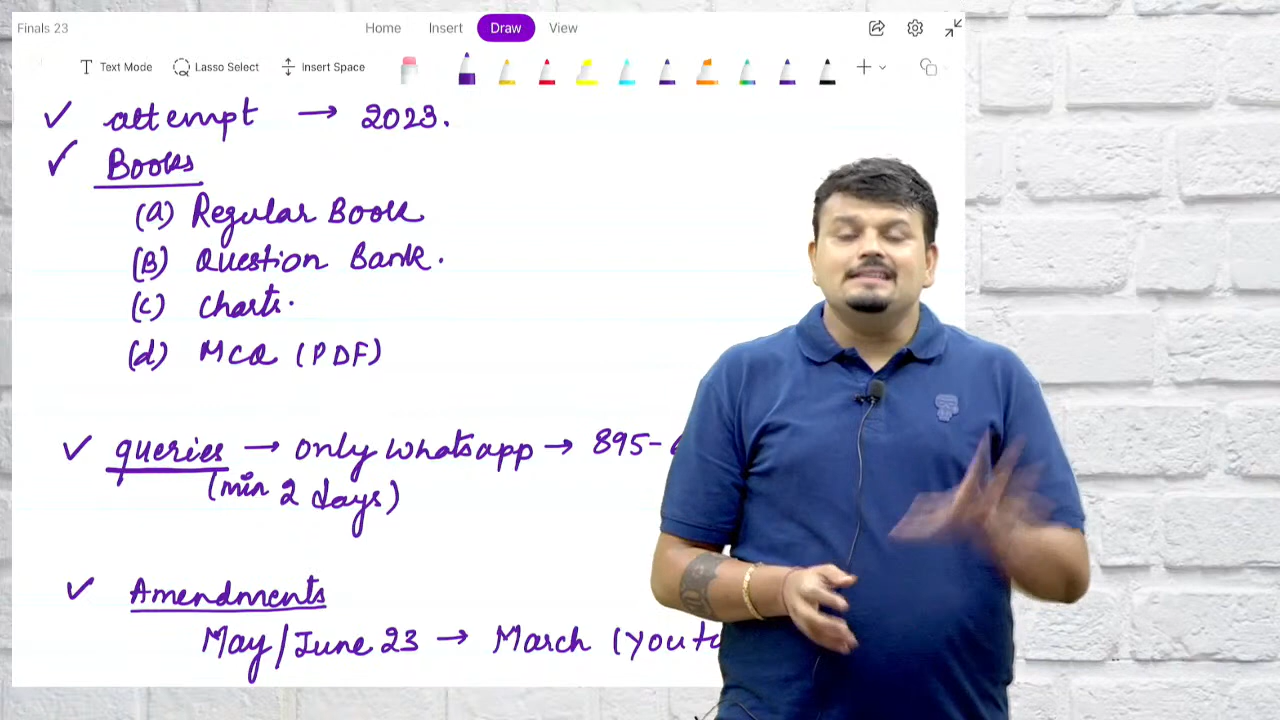 Finals 23
Home Insert Draw View
Text Mode Lasso Select Insert Space
✓ attempt → 2023.
✓ Books
(a) Regular Book
(B) Question Bank.
(c) Charts.
(d) MCQ (PDF)
✓ queries → only whatsapp → 895-
(min 2 days)
✓ Amendments
May/June 23 → March (Yout